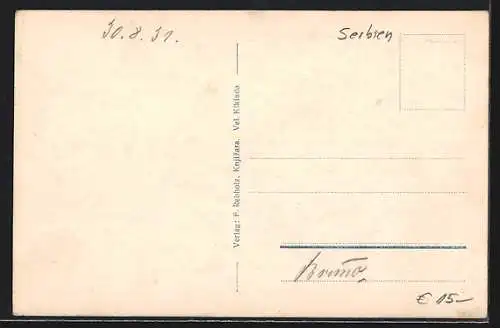 30.8.31.
Serbien
Verlag: F. Rebholz, Knjižara. Vel. Kikinda
€ 15-